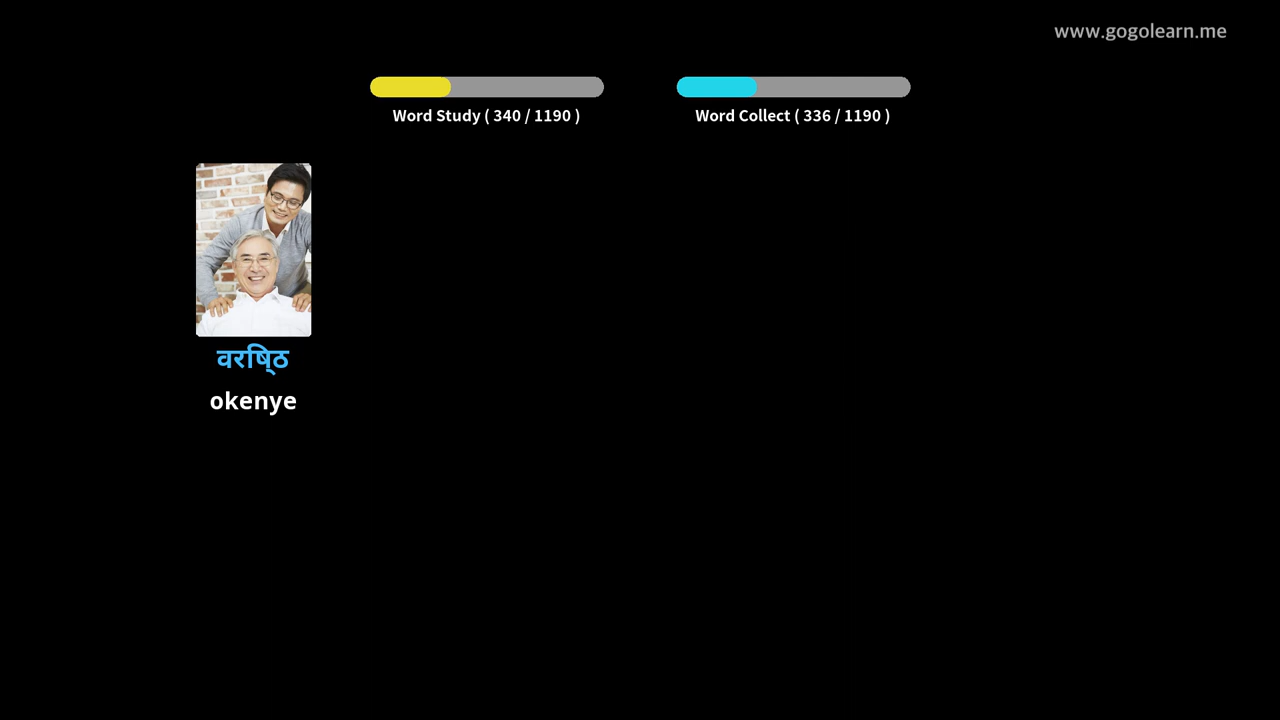 www.gogolearn.me
Word Study ( 340 / 1190 )
Word Collect ( 336 / 1190 )
वरिष्ठ
okenye